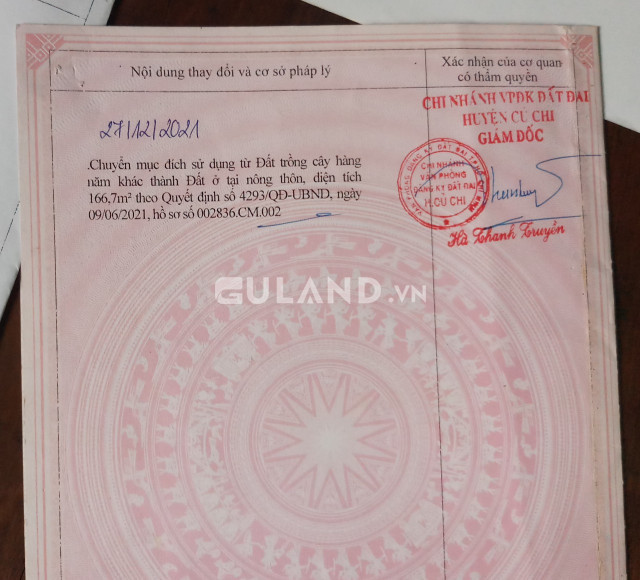 Nội dung thay đổi và cơ sở pháp lý
Xác nhận của cơ quan
có thẩm quyền
27/12/2021
.Chuyển mục đích sử dụng từ Đất trồng cây hàng
năm khác thành Đất ở tại nông thôn, diện tích
166,7m² theo Quyết định số 4293/QĐ-UBND, ngày
09/06/2021, hồ sơ số 002836.CM.002
CHI NHÁNH VPĐK ĐẤT ĐAI
HUYỆN CỦ CHI
GIÁM ĐỐC
CHI NHÁNH
VĂN PHÒNG
ĐĂNG KÝ ĐẤT ĐAI
H.CỦ CHI
Hà Thanh Truyền
GULAND.VN